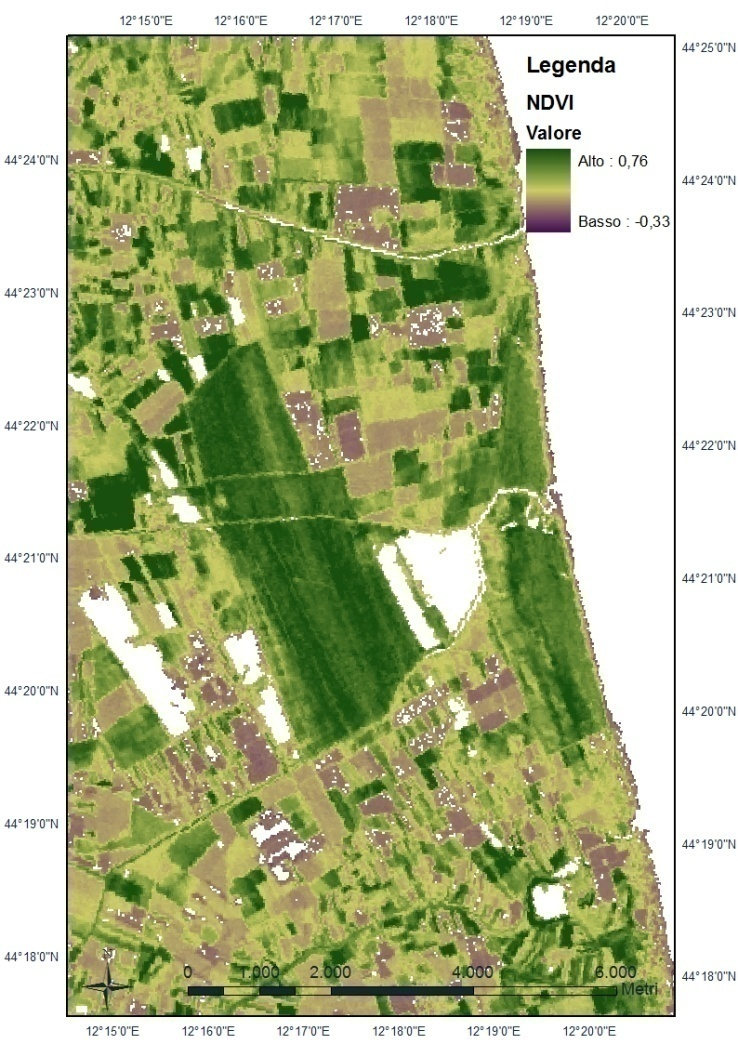 12°15'0"E 12°16'0"E 12°17'0"E 12°18'0"E 12°19'0"E 12°20'0"E
44°25'0"N
Legenda
NDVI
Valore
Alto : 0,76
Basso : -0,33
44°24'0"N
44°24'0"N
44°23'0"N
44°23'0"N
44°22'0"N
44°22'0"N
44°21'0"N
44°21'0"N
44°20'0"N
44°20'0"N
44°19'0"N
44°19'0"N
44°18'0"N
44°18'0"N
N
0 1.000 2.000 4.000 6.000
Metri
12°15'0"E 12°16'0"E 12°17'0"E 12°18'0"E 12°19'0"E 12°20'0"E